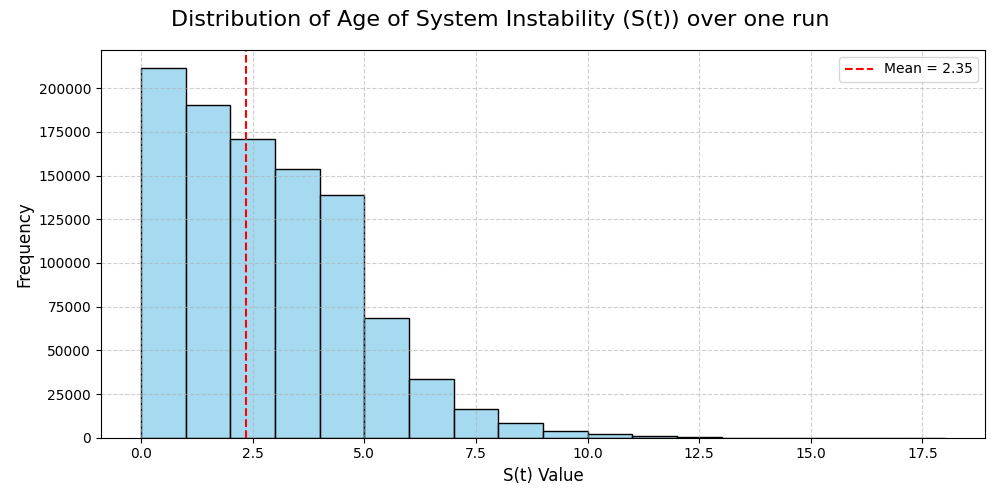 Distribution of Age of System Instability (S(t)) over one run
Mean = 2.35
Frequency
200000
175000
150000
125000
100000
75000
50000
25000
0
0.0 2.5 5.0 7.5 10.0 12.5 15.0 17.5
S(t) Value